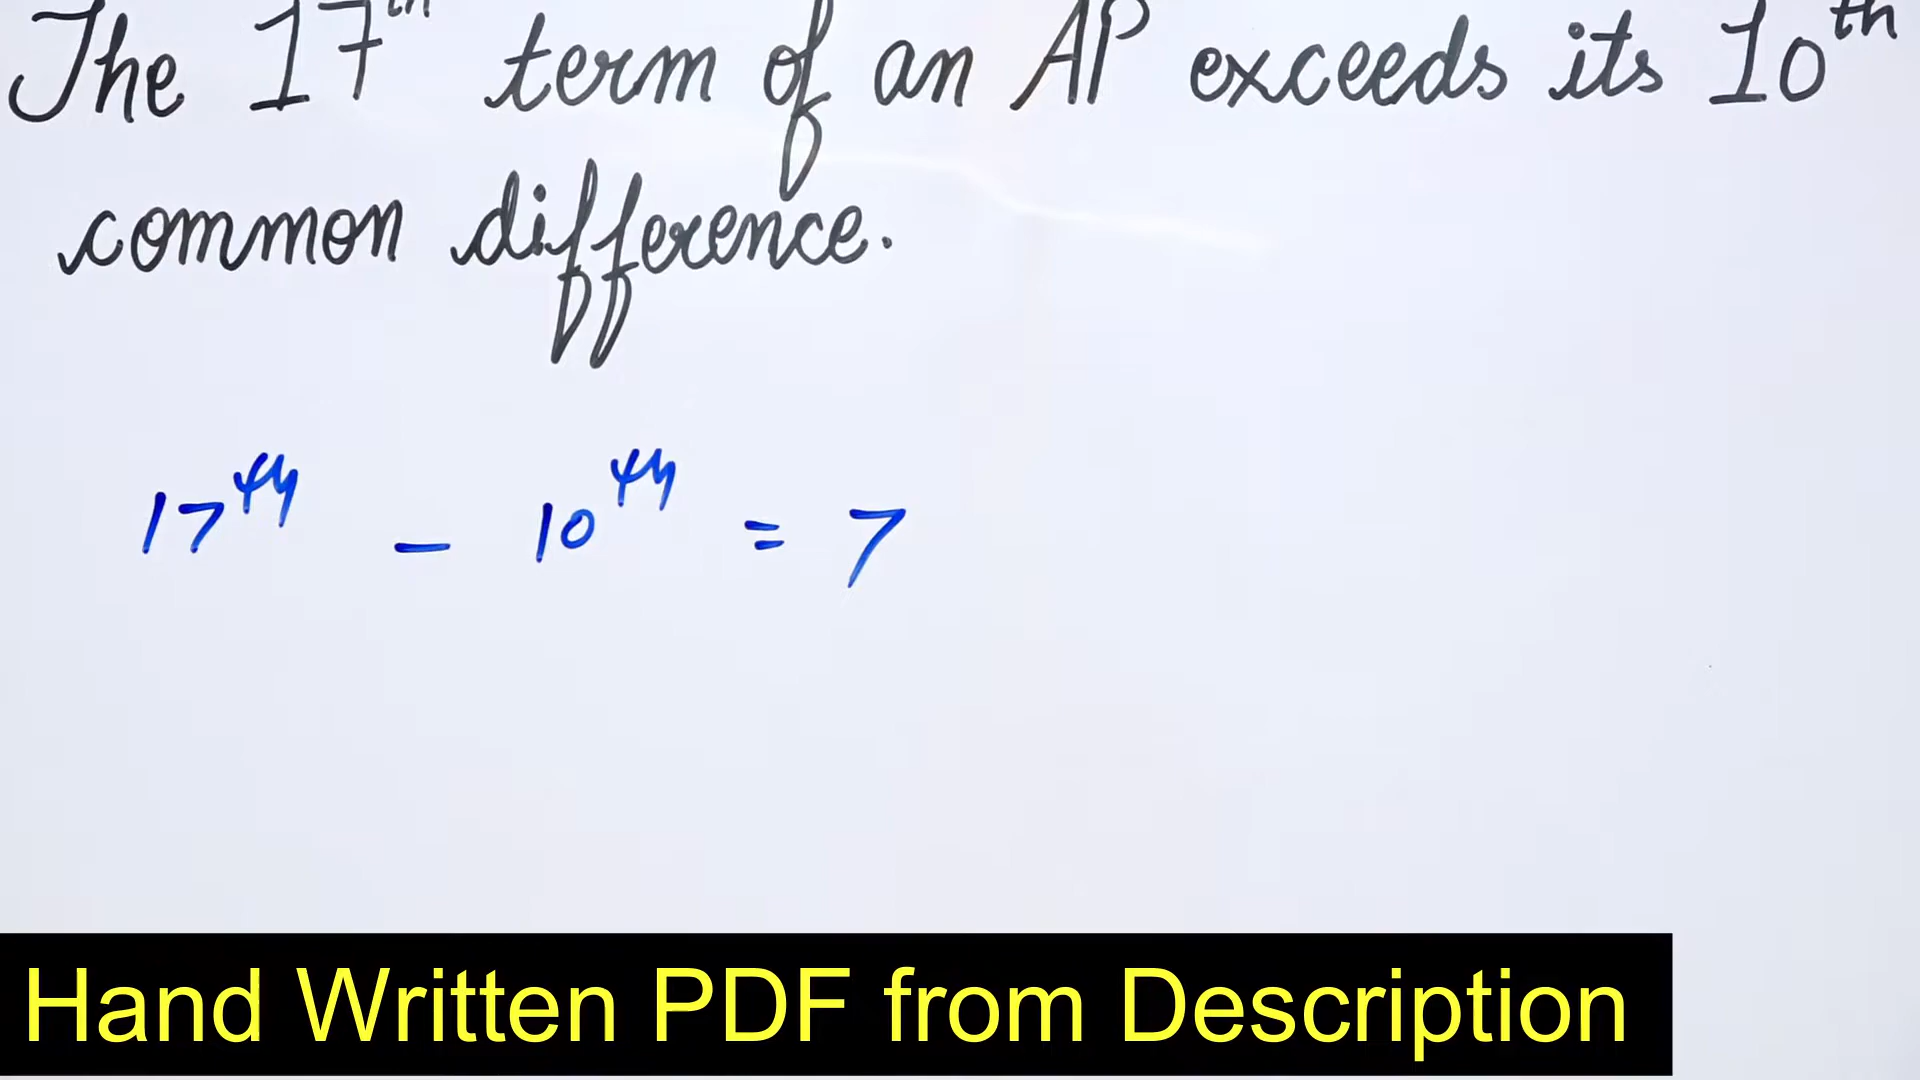 The 17th term of an AP exceeds its 10th
common difference.
17th - 10th = 7
Hand Written PDF from Description